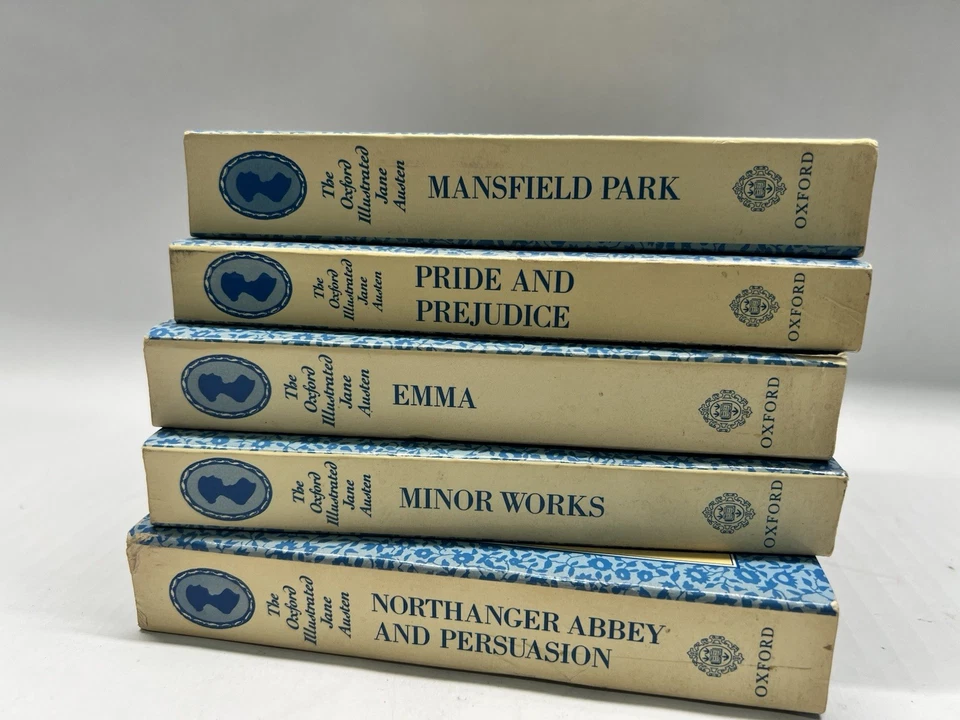 The
Oxford
Illustrated
Jane
Austen
MANSFIELD PARK
OXFORD
The
Oxford
Illustrated
Jane
Austen
PRIDE AND
PREJUDICE
OXFORD
The
Oxford
Illustrated
Jane
Austen
EMMA
OXFORD
The
Oxford
Illustrated
Jane
Austen
MINOR WORKS
OXFORD
The
Oxford
Illustrated
Jane
Austen
NORTHANGER ABBEY
AND PERSUASION
OXFORD